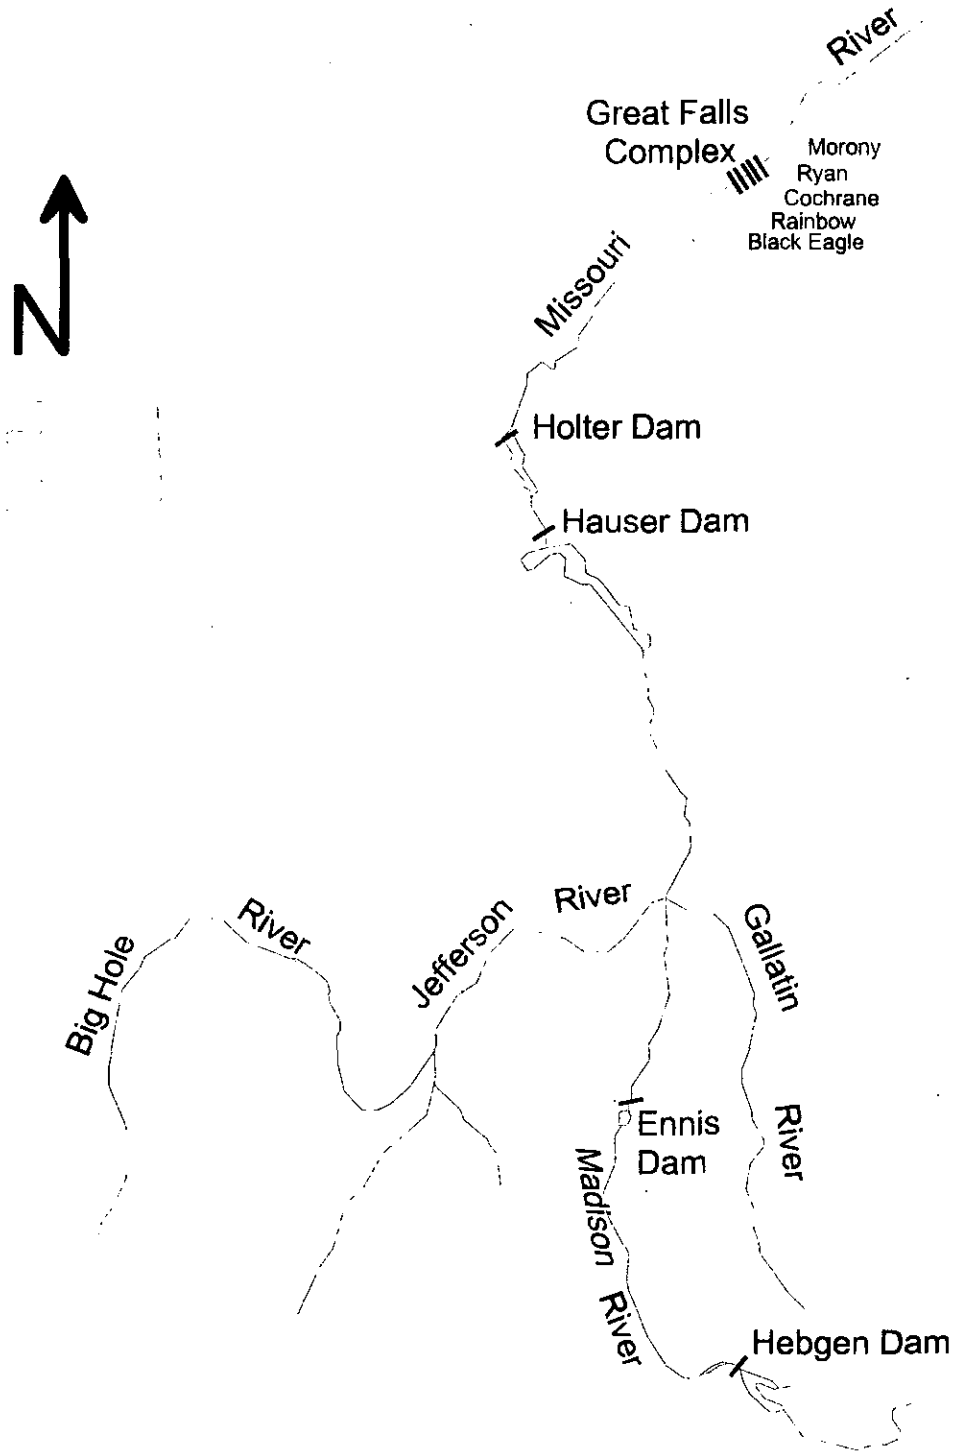 River
Great Falls
Complex
Morony
Ryan
Cochrane
Rainbow
Black Eagle
Missouri
N
Holter Dam
Hauser Dam
River
Jefferson
River
Big Hole
Gallatin
River
Ennis
Dam
Madison
River
Hebgen Dam